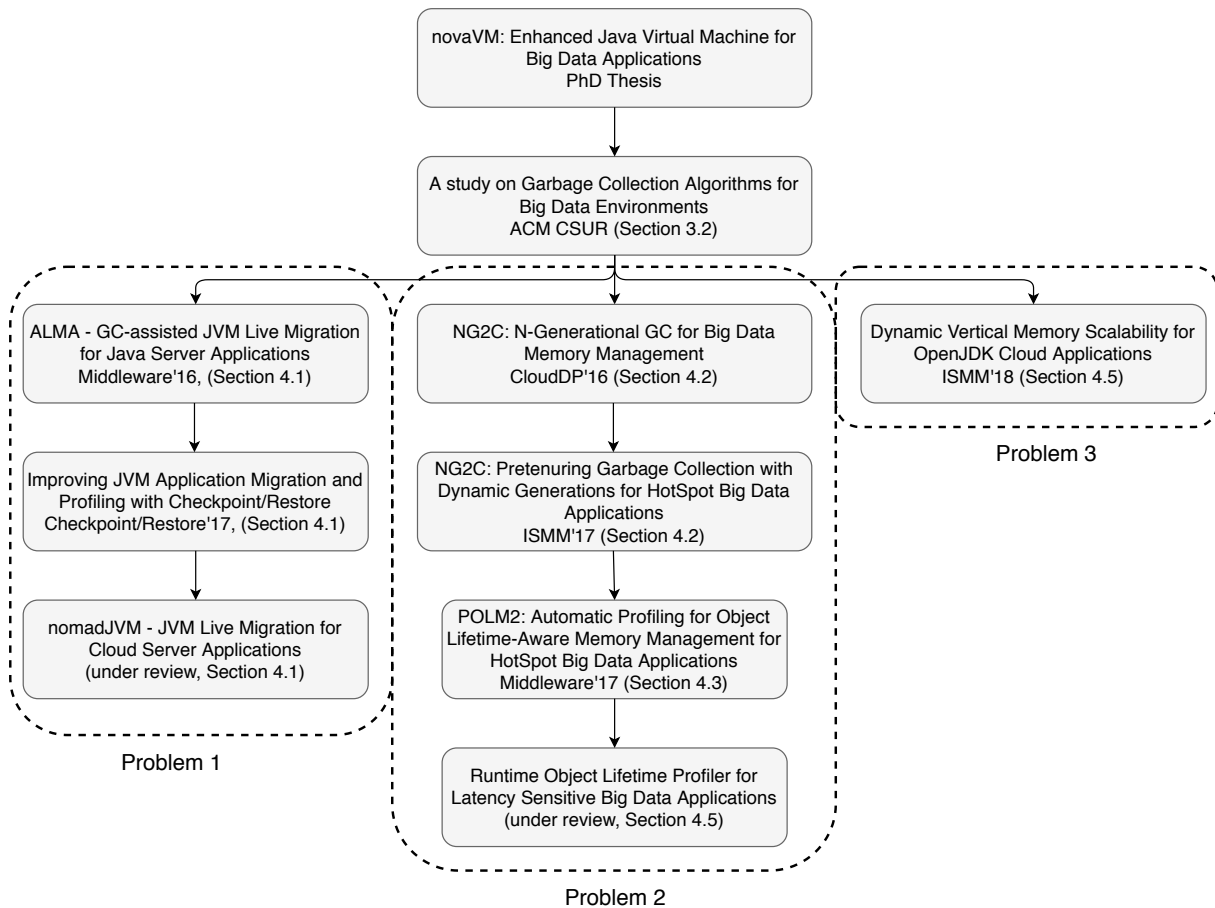 novaVM: Enhanced Java Virtual Machine for
Big Data Applications
PhD Thesis
A study on Garbage Collection Algorithms for
Big Data Environments
ACM CSUR (Section 3.2)
ALMA - GC-assisted JVM Live Migration
for Java Server Applications
Middleware'16, (Section 4.1)
Improving JVM Application Migration and
Profiling with Checkpoint/Restore
Checkpoint/Restore'17, (Section 4.1)
nomadJVM - JVM Live Migration for
Cloud Server Applications
(under review, Section 4.1)
Problem 1
NG2C: N-Generational GC for Big Data
Memory Management
CloudDP'16 (Section 4.2)
NG2C: Pretenuring Garbage Collection with
Dynamic Generations for HotSpot Big Data
Applications
ISMM'17 (Section 4.2)
POLM2: Automatic Profiling for Object
Lifetime-Aware Memory Management for
HotSpot Big Data Applications
Middleware'17 (Section 4.3)
Runtime Object Lifetime Profiler for
Latency Sensitive Big Data Applications
(under review, Section 4.5)
Problem 2
Dynamic Vertical Memory Scalability for
OpenJDK Cloud Applications
ISMM'18 (Section 4.5)
Problem 3